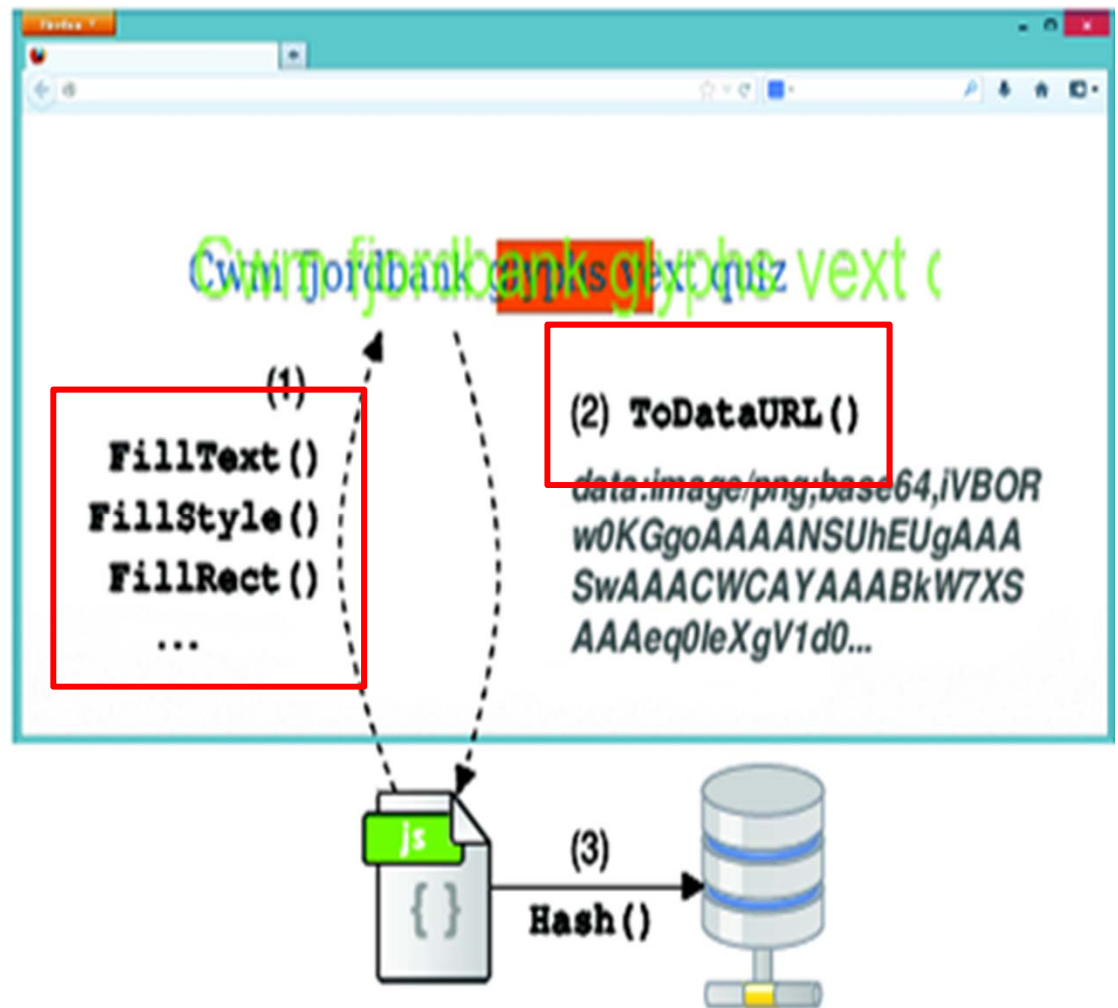 Firefox
Cwm fjordbank glyphs vext quiz
Cwm fjordbank glyphs vext
(1)
FillText()
FillStyle()
FillRect()
...
(2) ToDataURL()
data:image/png;base64,iVBOR
w0KGgoAAAANSUhEUgAAA
SwAAACWCAYAAABkW7XS
AAAeq0leXgV1d0...
js
{ }
(3)
Hash()